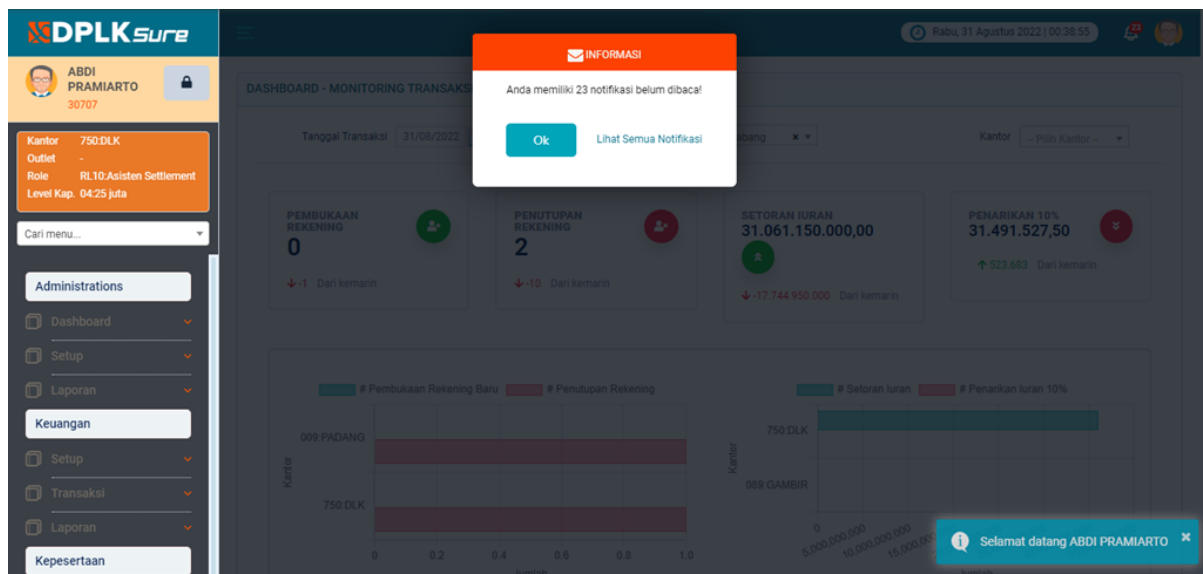 DPLK Sure
Rabu, 31 Agustus 2022 | 00:38:55
23
ABDI
PRAMIARTO
30707
Kantor 750:DLK
Outlet -
Role RL10:Asisten Settlement
Level Kap. 04:25 juta
Cari menu...
Administrations
Dashboard
Setup
Laporan
Keuangan
Setup
Transaksi
Laporan
Kepesertaan
INFORMASI
Anda memiliki 23 notifikasi belum dibaca!
Ok Lihat Semua Notifikasi
DASHBOARD - MONITORING TRANSAKS
Tanggal Transaksi 31/08/2022
abang
Kantor -- Pilih Kantor --
PEMBUKAAN
REKENING
0
-1 Dari kemarin
PENUTUPAN
REKENING
2
-10 Dari kemarin
SETORAN IURAN
31.061.150.000,00
-17.744.950.000 Dari kemarin
PENARIKAN 10%
31.491.527,50
523.683 Dari kemarin
# Pembukaan Rekening Baru # Penutupan Rekening
Kantor
009:PADANG
750:DLK
0 0.2 0.4 0.6 0.8 1.0
# Setoran Iuran # Penarikan Iuran 10%
Kantor
750:DLK
089:GAMBIR
0 5,000,000,000 10,000,000,000
Selamat datang ABDI PRAMIARTO